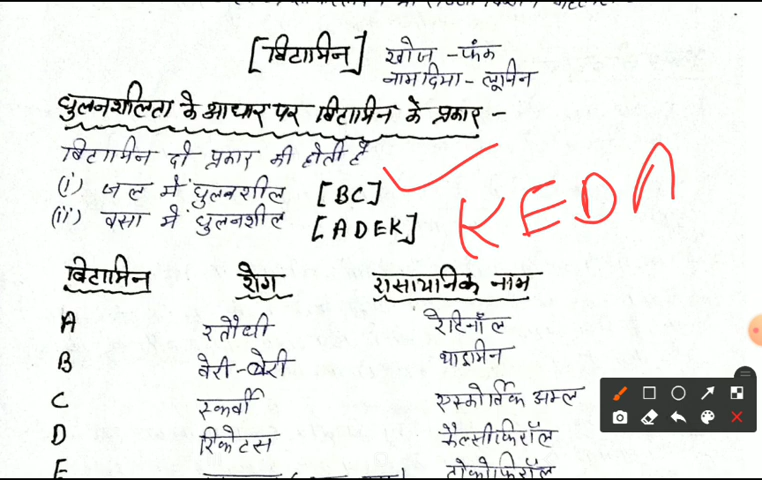 [विटामिन] खोज - फंक
नाम दिया - लूमिन
घुलनशीलता के आधार पर विटामिन के प्रकार -
विटामिन दो प्रकार की होती है
(i) जल में घुलनशील [BC]
(ii) वसा में घुलनशील [ADEK]
KEDA
विटामिन रोग रासायनिक नाम
A रतौंधी रेटिनॉल
B बेरी-बेरी थाइमिन
C स्कर्वी एस्कोर्विक अम्ल
D रिकेटस कैल्सीफिरॉल
E टोकोफिरॉल